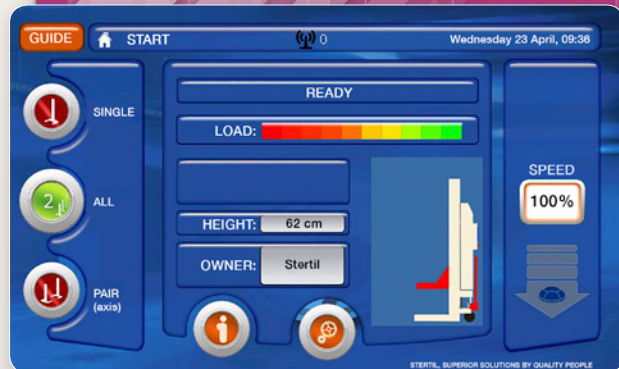 GUIDE
START
0
Wednesday 23 April, 09:36
SINGLE
2
ALL
PAIR
(axis)
READY
LOAD:
HEIGHT: 62 cm
OWNER: Stertil
i
SPEED
100%
STERTIL, SUPERIOR SOLUTIONS BY QUALITY PEOPLE